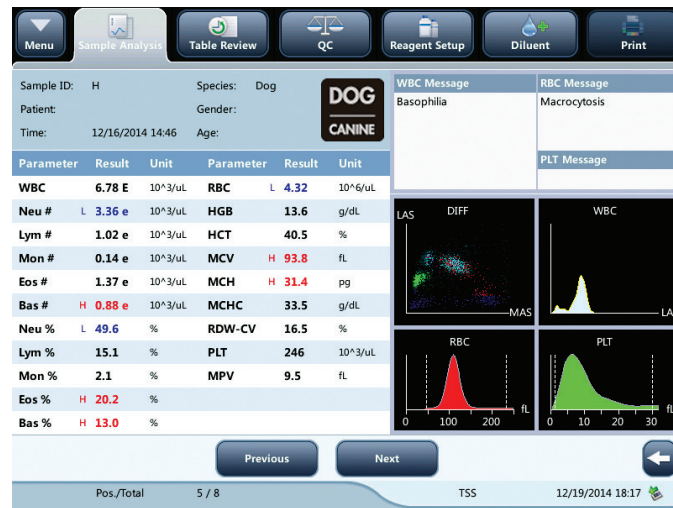 Menu Sample Analysis Table Review QC Reagent Setup Diluent Print
Sample ID: H Species: Dog
Patient: Gender:
Time: 12/16/2014 14:46 Age:
DOG
CANINE
WBC Message RBC Message
Basophilia Macrocytosis
PLT Message
Parameter Result Unit Parameter Result Unit
WBC 6.78 E 10^3/uL RBC L 4.32 10^6/uL
Neu # L 3.36 e 10^3/uL HGB 13.6 g/dL
Lym # 1.02 e 10^3/uL HCT 40.5 %
Mon # 0.14 e 10^3/uL MCV H 93.8 fL
Eos # 1.37 e 10^3/uL MCH H 31.4 pg
Bas # H 0.88 e 10^3/uL MCHC 33.5 g/dL
Neu % L 49.6 % RDW-CV 16.5 %
Lym % 15.1 % PLT 246 10^3/uL
Mon % 2.1 % MPV 9.5 fL
Eos % H 20.2 %
Bas % H 13.0 %
LAS DIFF
MAS
WBC
LA
RBC
0 100 200 fL
PLT
0 10 20 30 fL
Previous Next
Pos./Total 5 / 8 TSS 12/19/2014 18:17